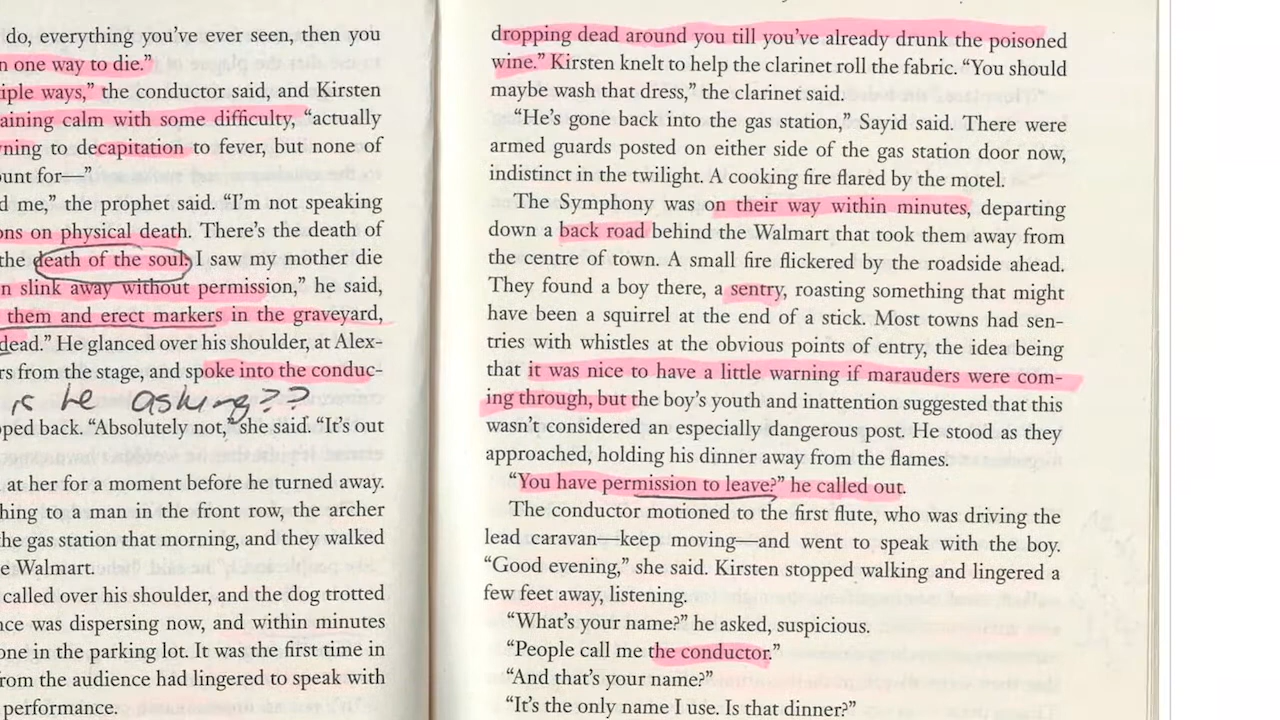 do, everything you've ever seen, then you
n one way to die."
iple ways," the conductor said, and Kirsten
aining calm with some difficulty, "actually
ning to decapitation to fever, but none of
ount for—"
d me," the prophet said. "I'm not speaking
ons on physical death. There's the death of
the death of the soul. I saw my mother die
n slink away without permission," he said,
them and erect markers in the graveyard,
dead." He glanced over his shoulder, at Alex-
rs from the stage, and spoke into the conduc-
is he asking??
ped back. "Absolutely not," she said. "It's out
at her for a moment before he turned away.
hing to a man in the front row, the archer
he gas station that morning, and they walked
e Walmart.
called over his shoulder, and the dog trotted
nce was dispersing now, and within minutes
one in the parking lot. It was the first time in
from the audience had lingered to speak with
performance.
dropping dead around you till you've already drunk the poisoned
wine." Kirsten knelt to help the clarinet roll the fabric. "You should
maybe wash that dress," the clarinet said.
"He's gone back into the gas station," Sayid said. There were
armed guards posted on either side of the gas station door now,
indistinct in the twilight. A cooking fire flared by the motel.
The Symphony was on their way within minutes, departing
down a back road behind the Walmart that took them away from
the centre of town. A small fire flickered by the roadside ahead.
They found a boy there, a sentry, roasting something that might
have been a squirrel at the end of a stick. Most towns had sen-
tries with whistles at the obvious points of entry, the idea being
that it was nice to have a little warning if marauders were com-
ing through, but the boy's youth and inattention suggested that this
wasn't considered an especially dangerous post. He stood as they
approached, holding his dinner away from the flames.
"You have permission to leave?" he called out.
The conductor motioned to the first flute, who was driving the
lead caravan—keep moving—and went to speak with the boy.
"Good evening," she said. Kirsten stopped walking and lingered a
few feet away, listening.
"What's your name?" he asked, suspicious.
"People call me the conductor."
"And that's your name?"
"It's the only name I use. Is that dinner?"